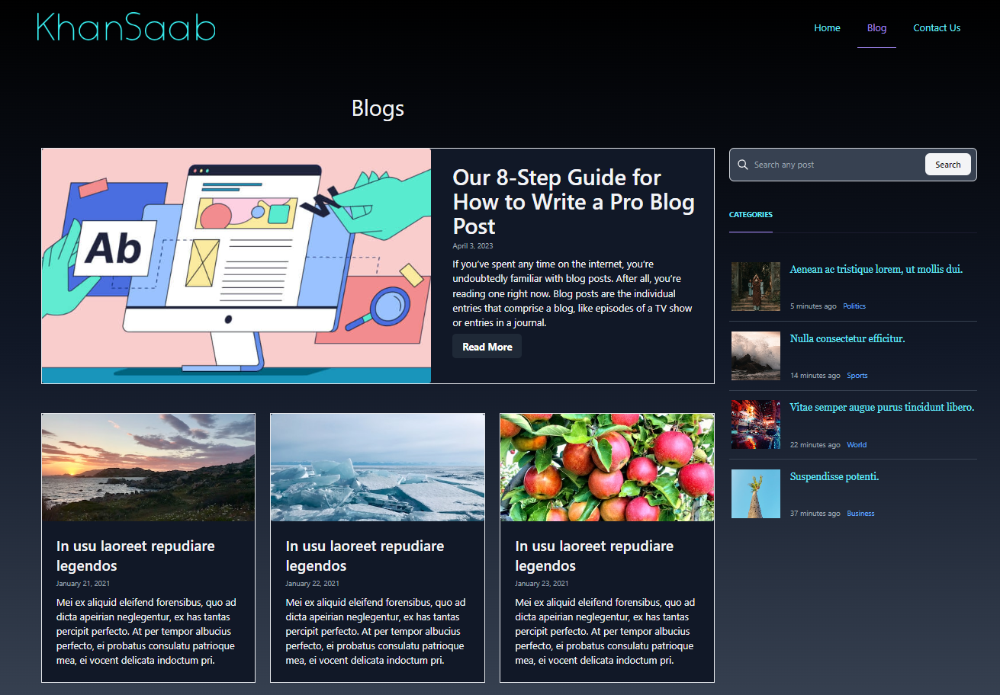 KhanSaab
Home
Blog
Contact Us
Blogs
Ab
W
Our 8-Step Guide for
How to Write a Pro Blog
Post
April 3, 2023
If you’ve spent any time on the internet, you’re
undoubtedly familiar with blog posts. After all, you’re
reading one right now. Blog posts are the individual
entries that comprise a blog, like episodes of a TV show
or entries in a journal.
Read More
Search any post
Search
CATEGORIES
Aenean ac tristique lorem, ut mollis dui.
5 minutes ago Politics
Nulla consectetur efficitur.
14 minutes ago Sports
Vitae semper augue purus tincidunt libero.
22 minutes ago World
Suspendisse potenti.
37 minutes ago Business
In usu laoreet repudiare
legendos
January 21, 2021
Mei ex aliquid eleifend forensibus, quo ad
dicta apeirian neglegentur, ex has tantas
percipit perfecto. At per tempor albucius
perfecto, ei probatus consulatu patrioque
mea, ei vocent delicata indoctum pri.
In usu laoreet repudiare
legendos
January 22, 2021
Mei ex aliquid eleifend forensibus, quo ad
dicta apeirian neglegentur, ex has tantas
percipit perfecto. At per tempor albucius
perfecto, ei probatus consulatu patrioque
mea, ei vocent delicata indoctum pri.
In usu laoreet repudiare
legendos
January 23, 2021
Mei ex aliquid eleifend forensibus, quo ad
dicta apeirian neglegentur, ex has tantas
percipit perfecto. At per tempor albucius
perfecto, ei probatus consulatu patrioque
mea, ei vocent delicata indoctum pri.